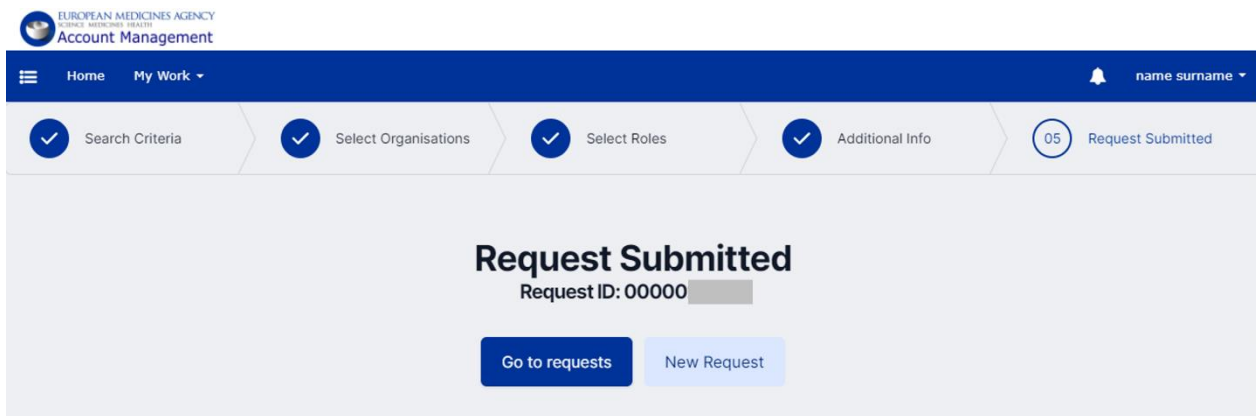 EUROPEAN MEDICINES AGENCY
SCIENCE MEDICINES HEALTH
Account Management
Home My Work name surname
Search Criteria Select Organisations Select Roles Additional Info 05 Request Submitted
Request Submitted
Request ID: 00000
Go to requests New Request